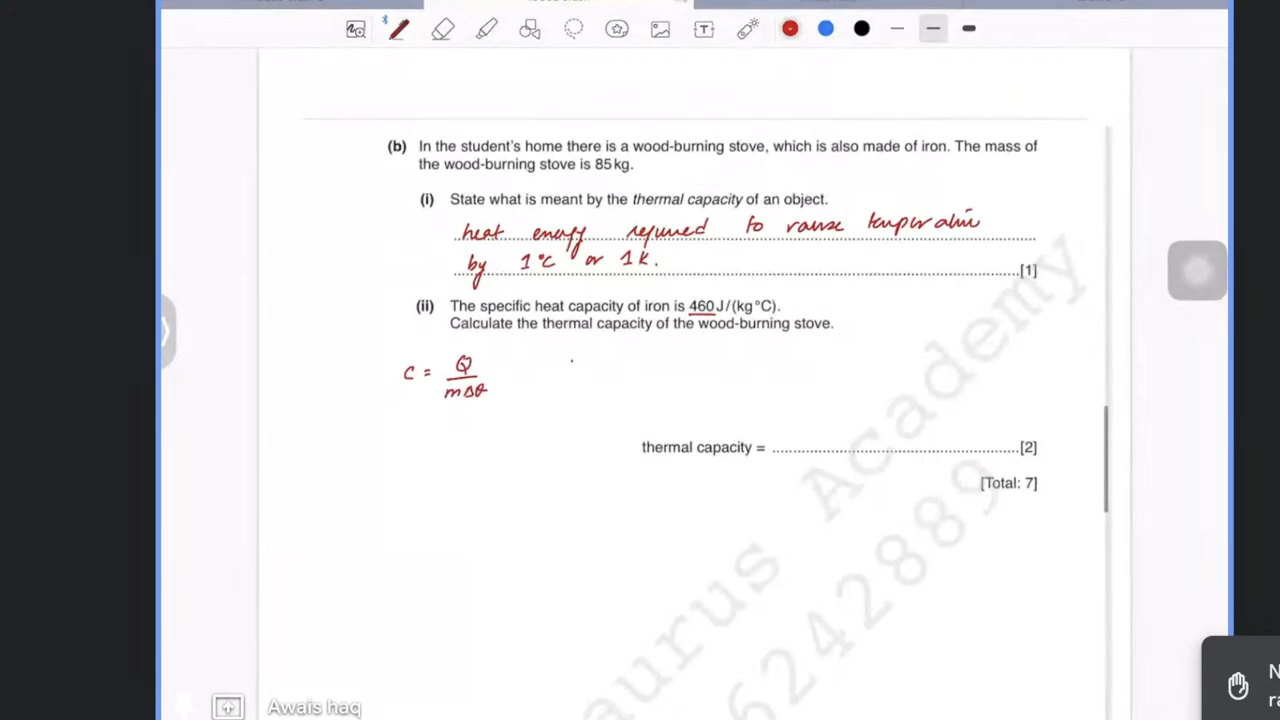 (b) In the student's home there is a wood-burning stove, which is also made of iron. The mass of
the wood-burning stove is 85 kg.
(i) State what is meant by the thermal capacity of an object.
heat energy required to raise temperature
by 1°C or 1K.
[1]
(ii) The specific heat capacity of iron is 460 J/(kg °C).
Calculate the thermal capacity of the wood-burning stove.
c = Q
mΔθ
thermal capacity = ................................................[2]
[Total: 7]
aurus Academy
6242889
Awais haq